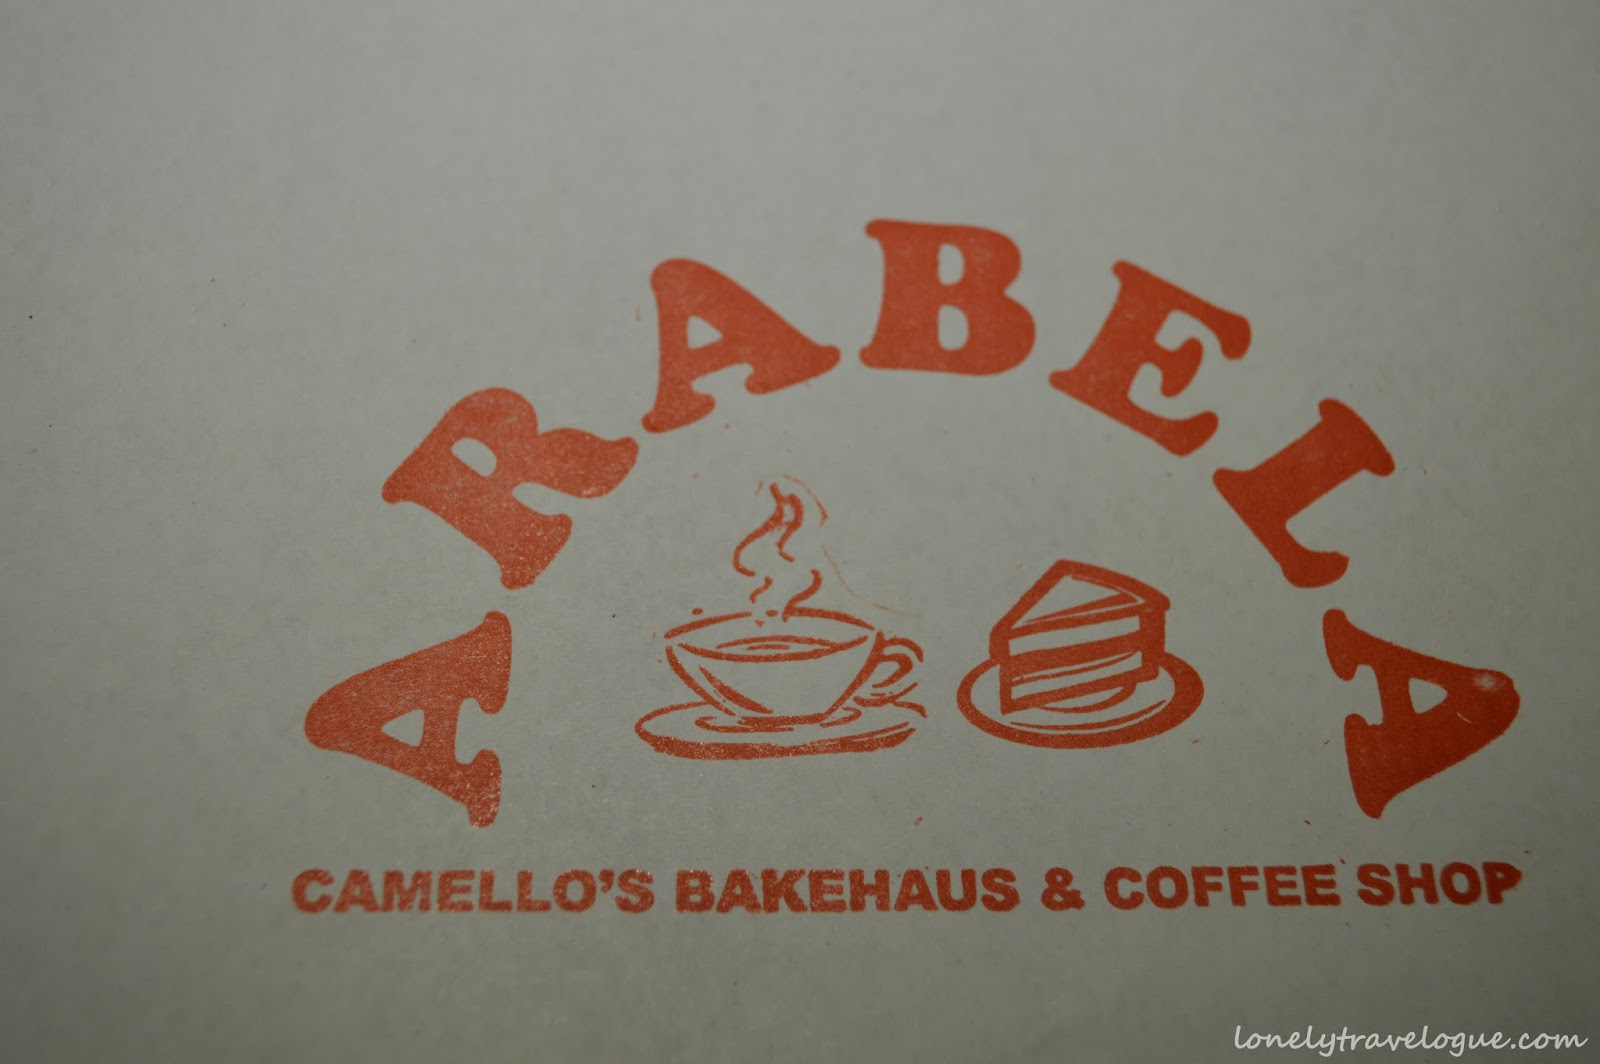 ARABELA
CAMELLO'S BAKEHAUS & COFFEE SHOP
lonelytravelogue.com